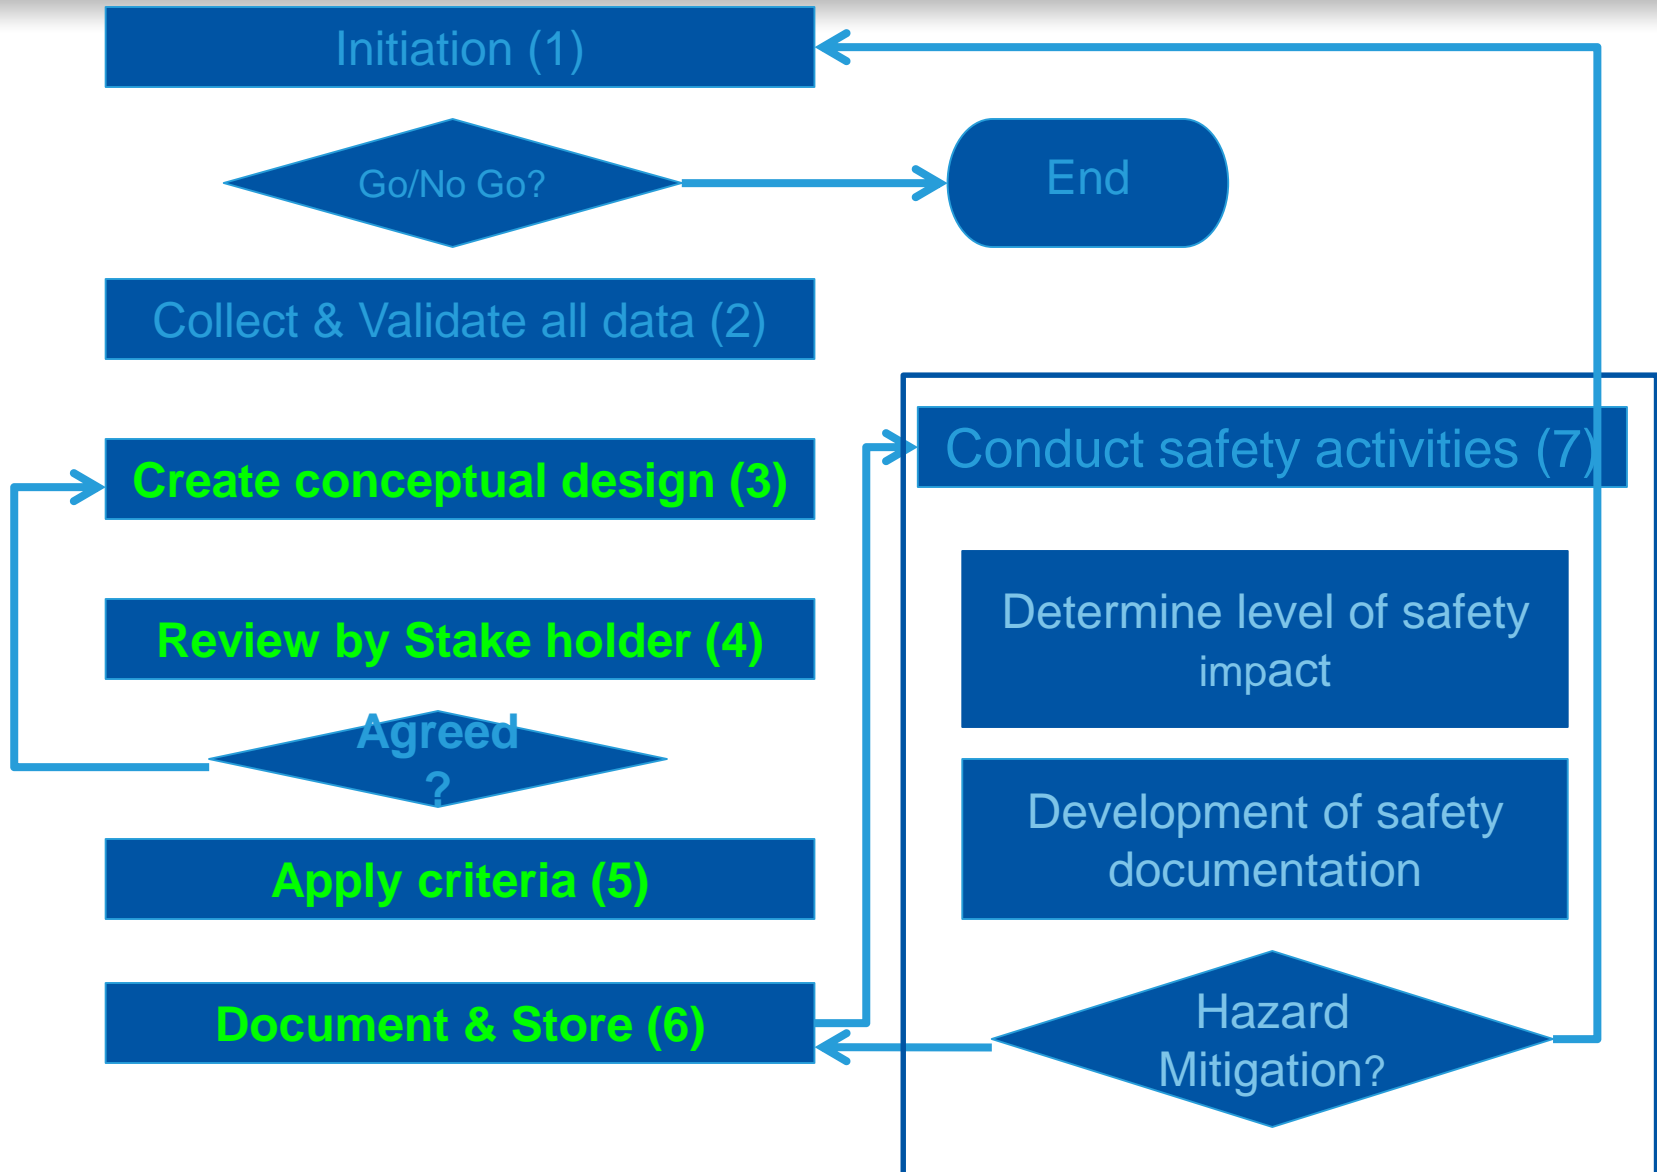 Initiation (1)
Go/No Go?
End
Collect & Validate all data (2)
Create conceptual design (3)
Review by Stake holder (4)
Agreed
?
Apply criteria (5)
Document & Store (6)
Conduct safety activities (7)
Determine level of safety
impact
Development of safety
documentation
Hazard
Mitigation?